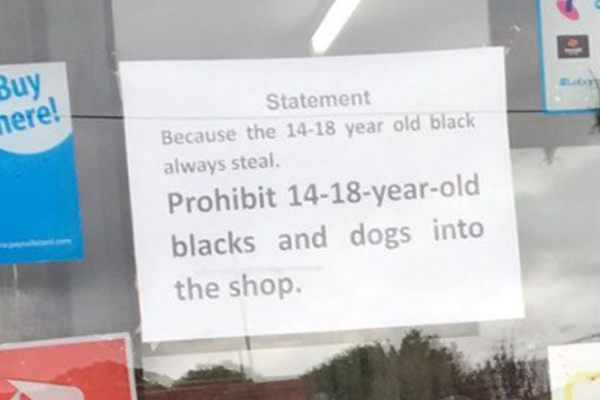 Buy
here!
Statement
Because the 14-18 year old black
always steal.
Prohibit 14-18-year-old
blacks and dogs into
the shop.